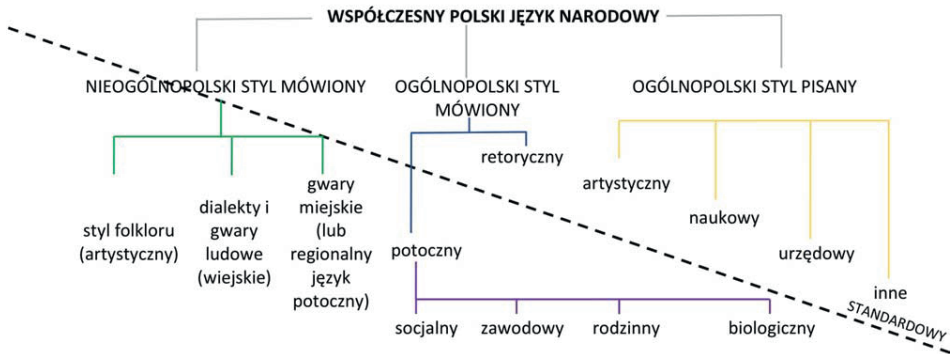 WSPÓŁCZESNY POLSKI JĘZYK NARODOWY
NIEOGÓLNOPOLSKI STYL MÓWIONY
OGÓLNOPOLSKI STYL
MÓWIONY
OGÓLNOPOLSKI STYL PISANY
styl folkloru
(artystyczny)
dialekty i
gwary
ludowe
(wiejskie)
gwary
miejskie
(lub
regionalny
język
potoczny)
retoryczny
potoczny
artystyczny
naukowy
urzędowy
inne
socjalny
zawodowy
rodzinny
biologiczny
STANDARDOWY